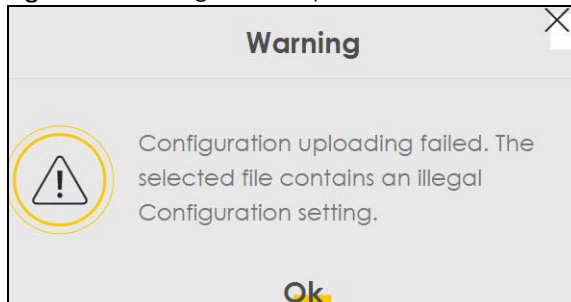 Warning
Configuration uploading failed. The
selected file contains an illegal
Configuration setting.
Ok